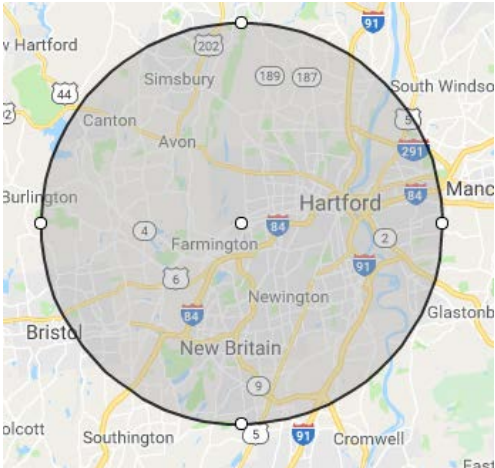 91
w Hartford
202
Simsbury
189
187
44
South Windso
5
Canton
Avon
291
Burlington
Hartford
84
Manc
4
84
2
Farmington
91
6
Newington
84
Glastonb
Bristol
New Britain
9
olcott
Southington
5
91
Cromwell
East